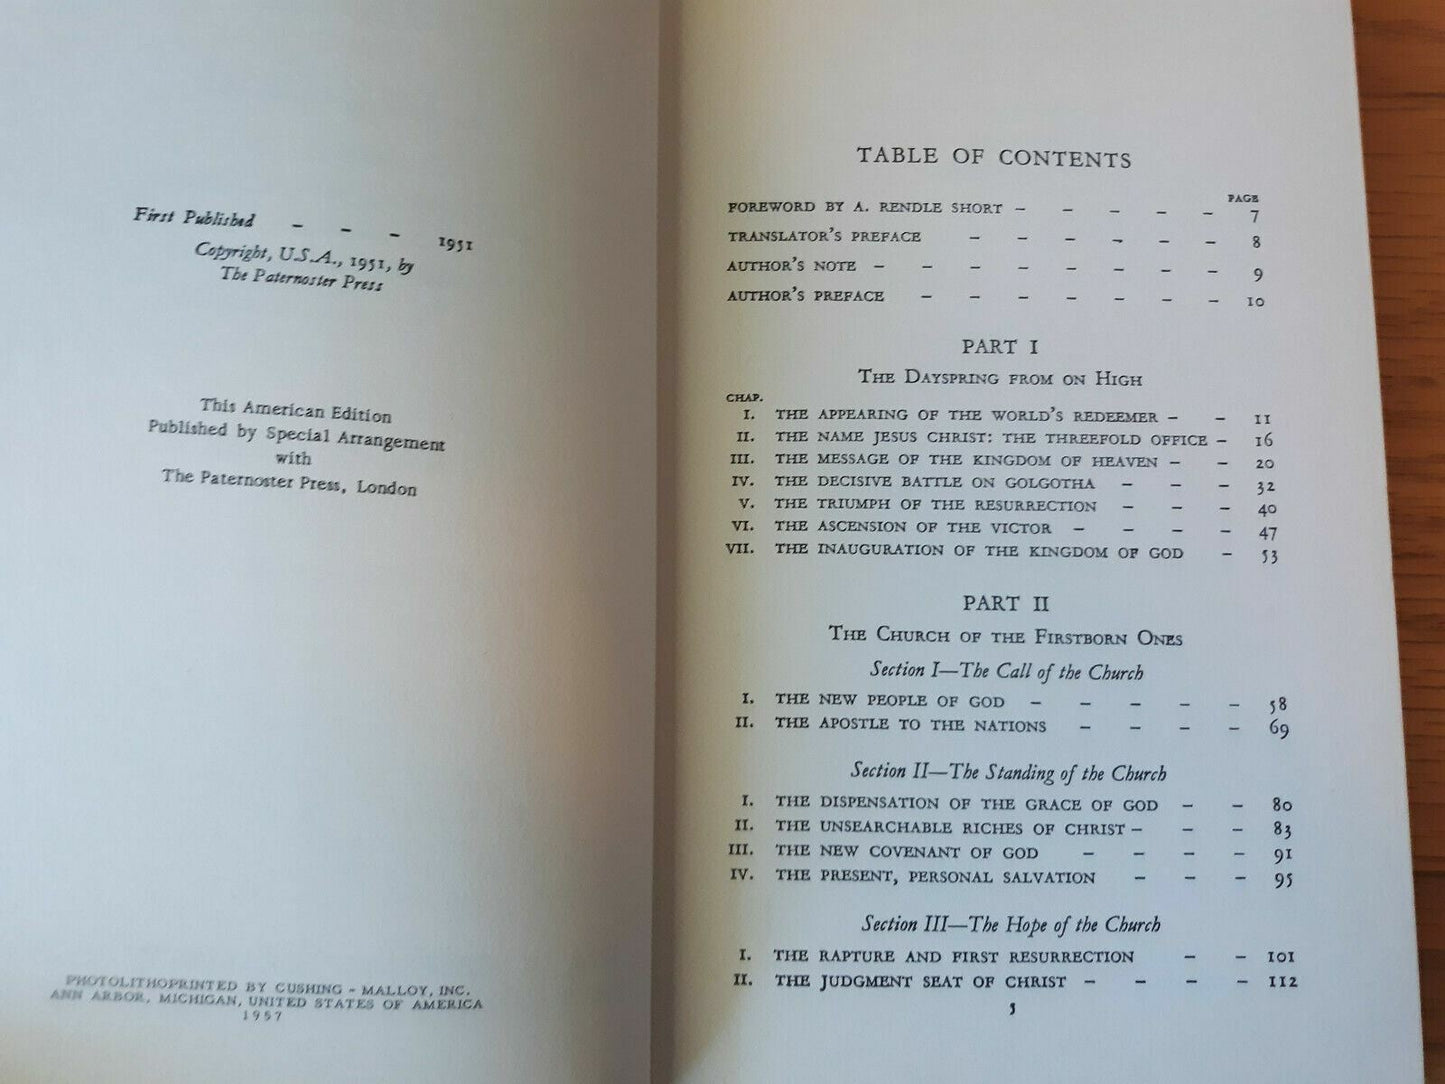 First Published – – – 1951
Copyright, U.S.A., 1951, by
The Paternoster Press
This American Edition
Published by Special Arrangement
with
The Paternoster Press, London
PHOTOLITHOPRINTED BY CUSHING - MALLOY, INC.
ANN ARBOR, MICHIGAN, UNITED STATES OF AMERICA
1957
TABLE OF CONTENTS
PAGE
FOREWORD BY A. RENDLE SHORT – – – – – 7
TRANSLATOR'S PREFACE – – – – – – 8
AUTHOR'S NOTE – – – – – – – – 9
AUTHOR'S PREFACE – – – – – – – 10
PART I
THE DAYSPRING FROM ON HIGH
CHAP.
I. THE APPEARING OF THE WORLD'S REDEEMER – – 11
II. THE NAME JESUS CHRIST: THE THREEFOLD OFFICE – 16
III. THE MESSAGE OF THE KINGDOM OF HEAVEN – – 20
IV. THE DECISIVE BATTLE ON GOLGOTHA – – – 32
V. THE TRIUMPH OF THE RESURRECTION – – – 40
VI. THE ASCENSION OF THE VICTOR – – – – 47
VII. THE INAUGURATION OF THE KINGDOM OF GOD – 53
PART II
THE CHURCH OF THE FIRSTBORN ONES
Section I—The Call of the Church
I. THE NEW PEOPLE OF GOD – – – – – 58
II. THE APOSTLE TO THE NATIONS – – – – 69
Section II—The Standing of the Church
I. THE DISPENSATION OF THE GRACE OF GOD – – 80
II. THE UNSEARCHABLE RICHES OF CHRIST – – – 83
III. THE NEW COVENANT OF GOD – – – – 91
IV. THE PRESENT, PERSONAL SALVATION – – – 95
Section III—The Hope of the Church
I. THE RAPTURE AND FIRST RESURRECTION – – 101
II. THE JUDGMENT SEAT OF CHRIST – – – – 112
5